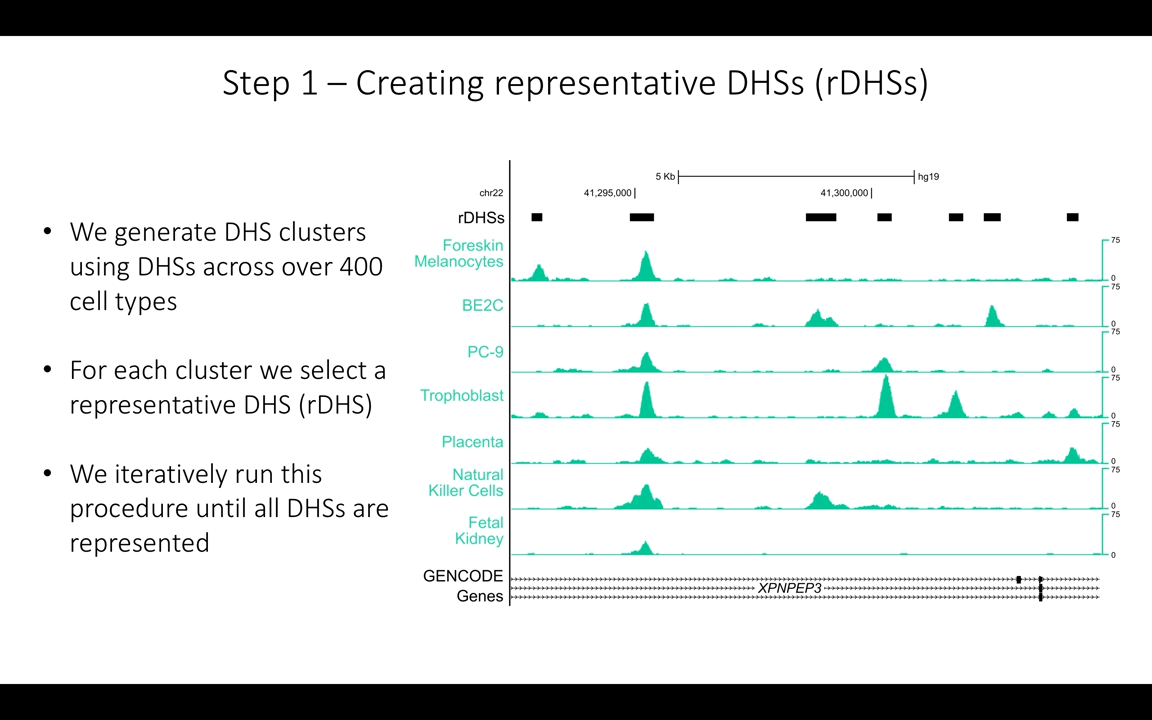 Step 1 – Creating representative DHSs (rDHSs)
• We generate DHS clusters
using DHSs across over 400
cell types
• For each cluster we select a
representative DHS (rDHS)
• We iteratively run this
procedure until all DHSs are
represented
5 Kb hg19
chr22 41,295,000 41,300,000
rDHSs
Foreskin
Melanocytes
75
0
BE2C
75
0
PC-9
75
0
Trophoblast
75
0
Placenta
75
0
Natural
Killer Cells
75
0
Fetal
Kidney
75
0
GENCODE
Genes
XPNPEP3